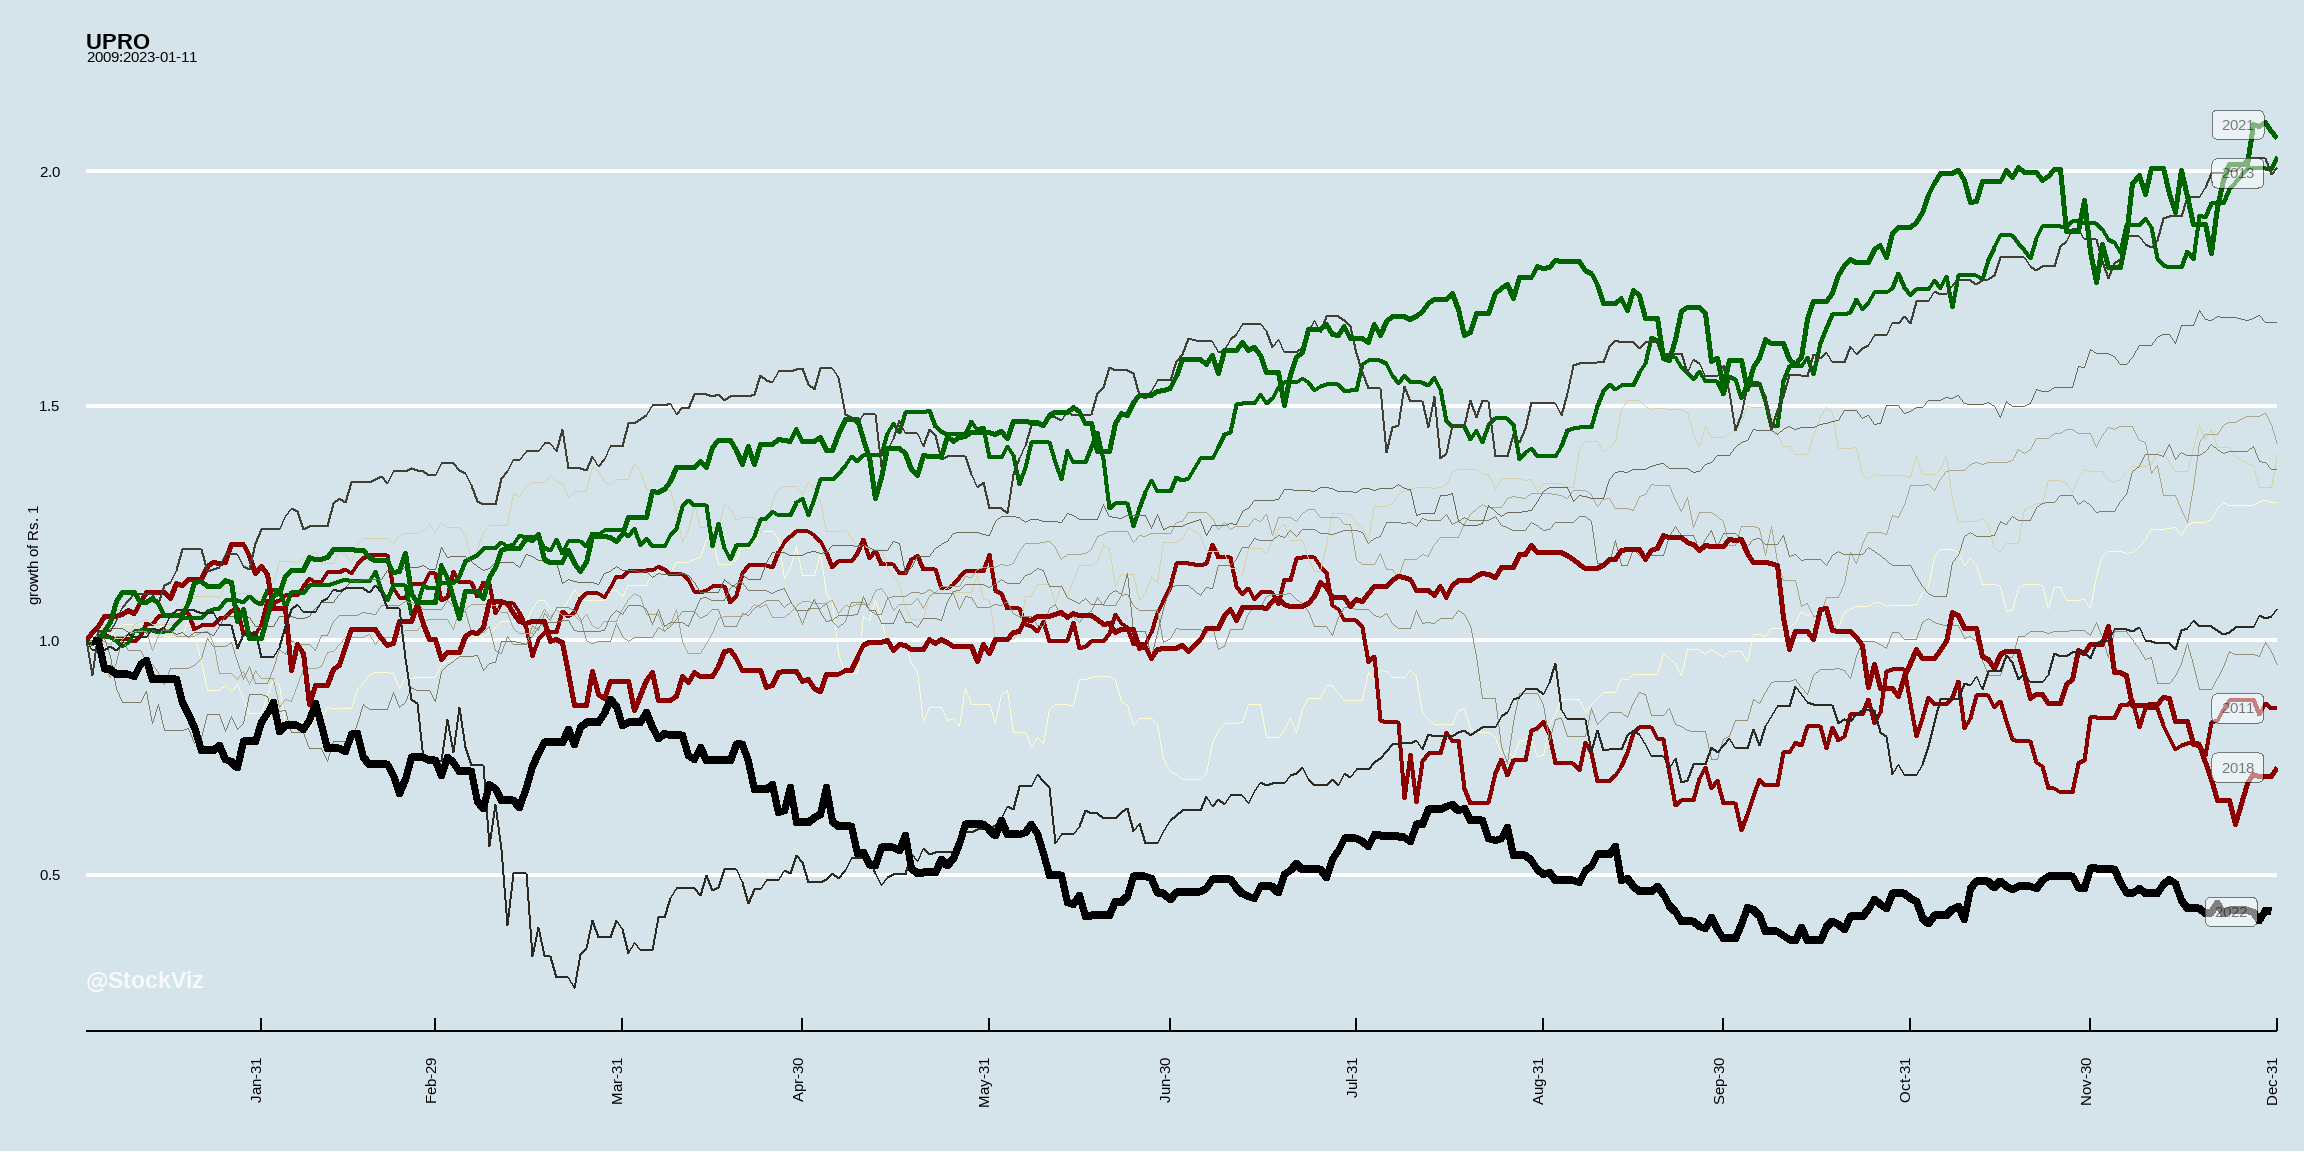 UPRO
2009:2023-01-11
2021
2.0
2013
1.5
growth of Rs. 1
1.0
2011
2018
0.5
2022
@StockViz
Jan-31
Feb-29
Mar-31
Apr-30
May-31
Jun-30
Jul-31
Aug-31
Sep-30
Oct-31
Nov-30
Dec-31